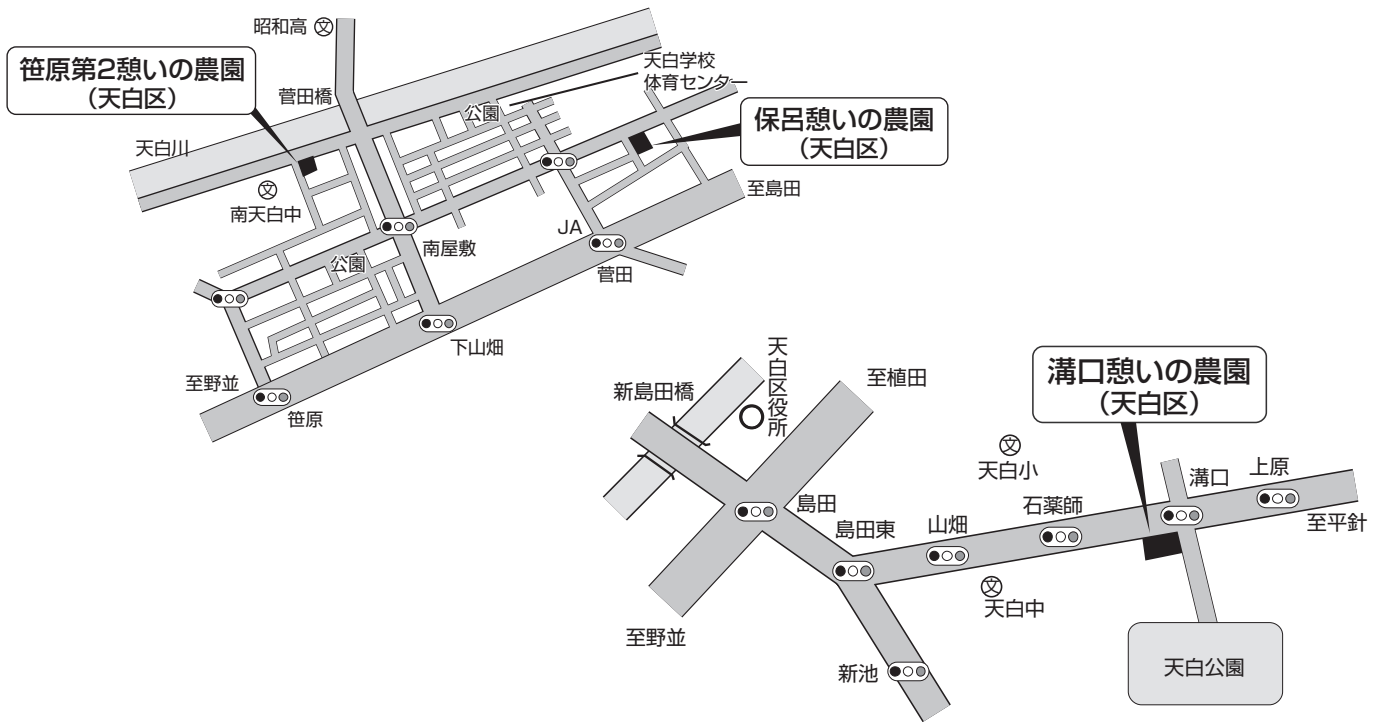 昭和高
文
笹原第2憩いの農園
(天白区)
菅田橋
公園
天白学校
体育センター
保呂憩いの農園
(天白区)
天白川
文
南天白中
至島田
JA
南屋敷
公園
菅田
下山畑
至野並
笹原
新島田橋
天白区役所
至植田
溝口憩いの農園
(天白区)
文
天白小
溝口
上原
石薬師
島田
島田東
山畑
至平針
文
天白中
至野並
新池
天白公園